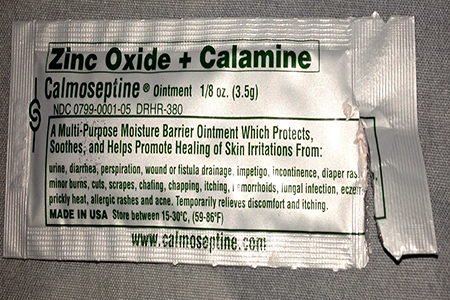 Zinc Oxide + Calamine
Calmoseptine® Ointment 1/8 oz. (3.5g)
NDC 0799-0001-05 DRHR-380
A Multi-Purpose Moisture Barrier Ointment Which Protects,
Soothes, and Helps Promote Healing of Skin Irritations From:
urine, diarrhea, perspiration, wound or fistula drainage, impetigo, incontinence, diaper ras
minor burns, cuts, scrapes, chafing, chapping, itching, emorrhoids, fungal infection, eczem
prickly heat, allergic rashes and acne. Temporarily relieves discomfort and itching.
MADE IN USA Store between 15-30°C, (59-86°F)
www.calmoseptine.com